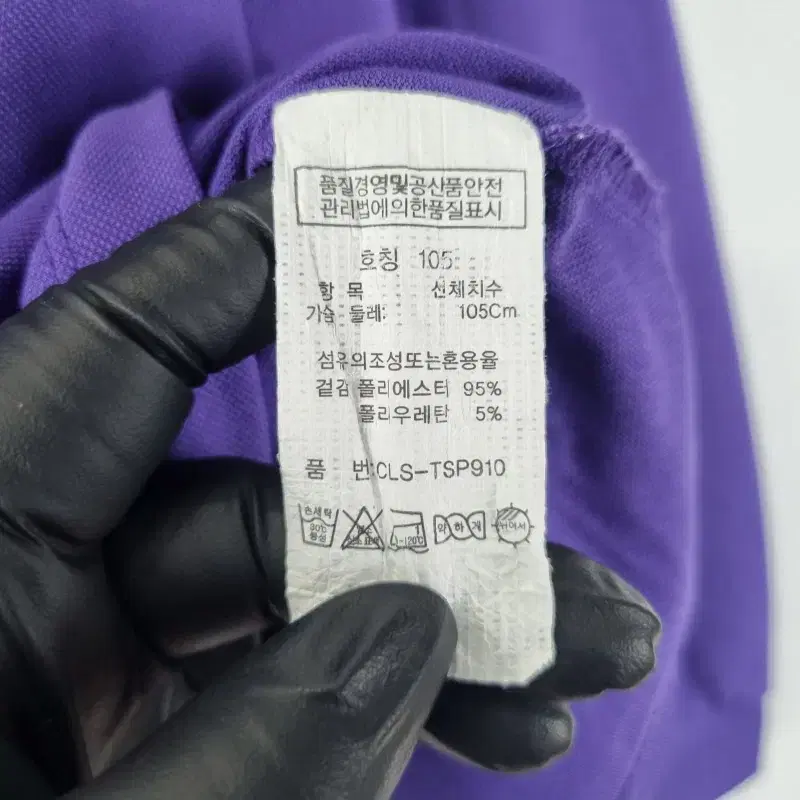 품질경영및공산품안전
관리법에의한품질표시
호칭 105
항 목 신체치수
가슴 둘레: 105Cm
섬유의조성또는혼용율
겉감 폴리에스터 95%
폴리우레탄 5%
품 번:CLS-TSP910
손세탁 30℃ 중성
약하게